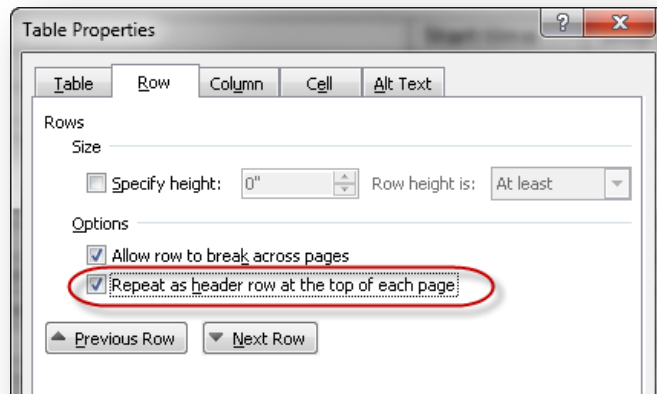 Table Properties
Table Row Column Cell Alt Text
Rows
Size
Specify height: 0" Row height is: At least
Options
Allow row to break across pages
Repeat as header row at the top of each page
Previous Row Next Row